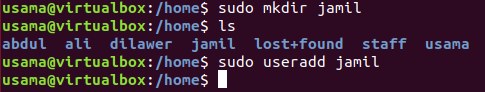 usama@virtualbox:/home$ sudo mkdir jamil
usama@virtualbox:/home$ ls
abdul  ali  dilawer  jamil  lost+found  staff  usama
usama@virtualbox:/home$ sudo useradd jamil
usama@virtualbox:/home$